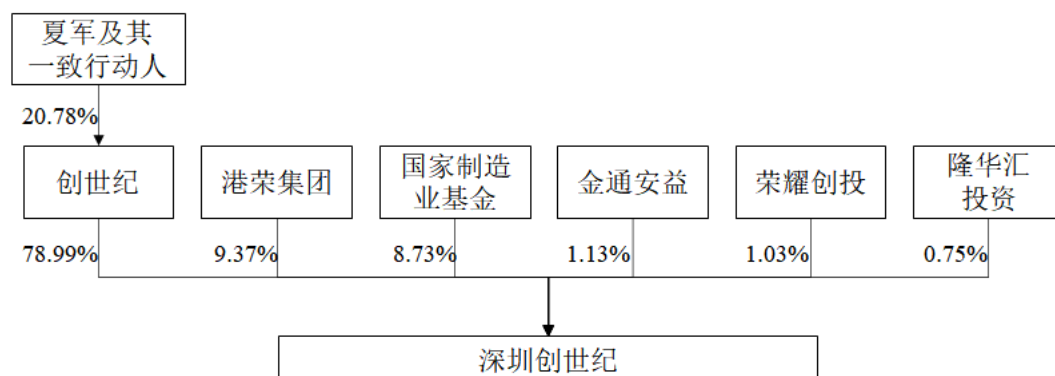 夏军及其
一致行动人
20.78%
创世纪
港荣集团
国家制造
业基金
金通安益
荣耀创投
隆华汇
投资
78.99%
9.37%
8.73%
1.13%
1.03%
0.75%
深圳创世纪